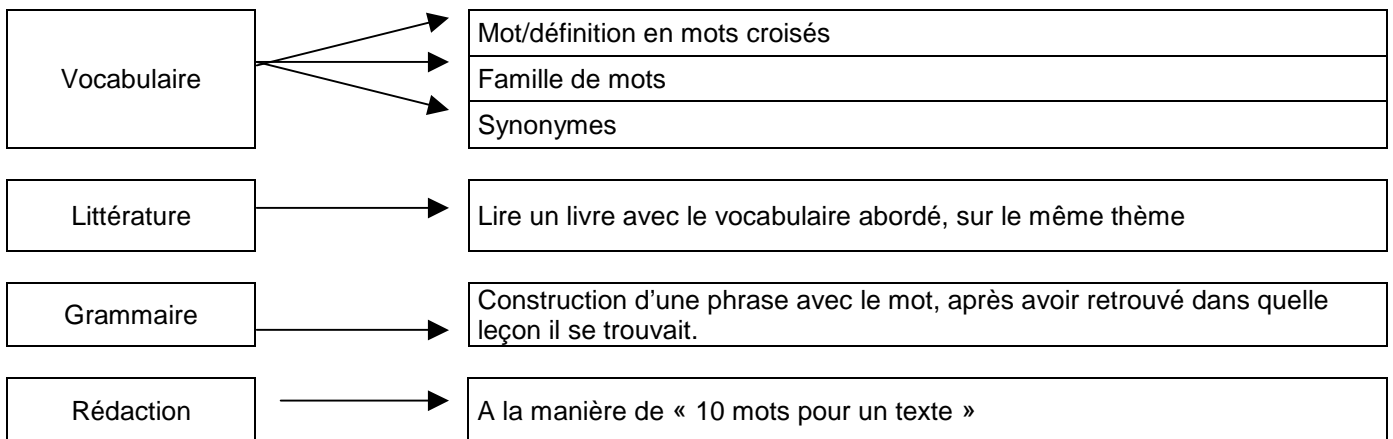 Vocabulaire
Mot/définition en mots croisés
Famille de mots
Synonymes
Littérature
Lire un livre avec le vocabulaire abordé, sur le même thème
Grammaire
Construction d'une phrase avec le mot, après avoir retrouvé dans quelle
leçon il se trouvait.
Rédaction
A la manière de « 10 mots pour un texte »